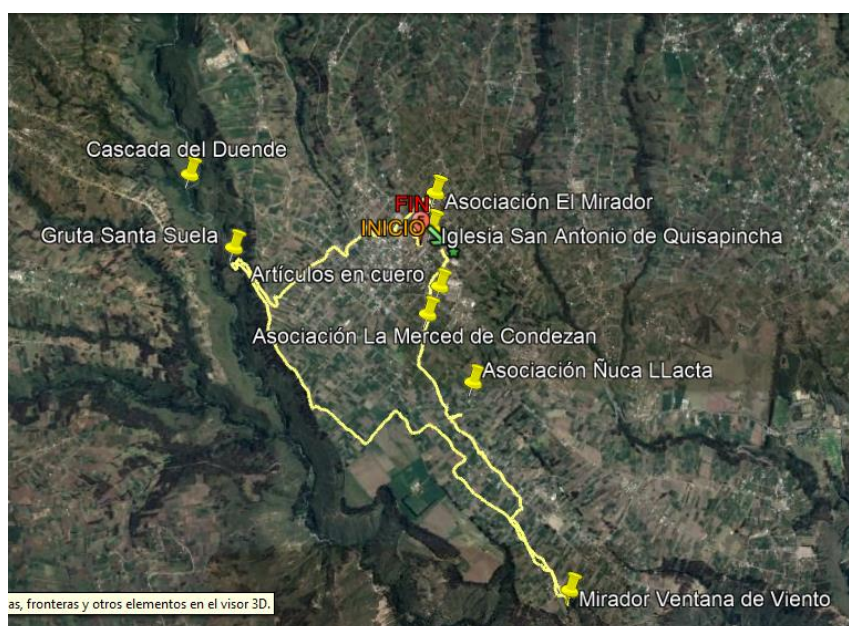 Cascada del Duende
Asociación El Mirador
FIN
INICIO
Iglesia San Antonio de Quisapincha
Gruta Santa Suela
Artículos en cuero
Asociación La Merced de Condezan
Asociación Ñuca LLacta
Mirador Ventana de Viento
as, fronteras y otros elementos en el visor 3D.